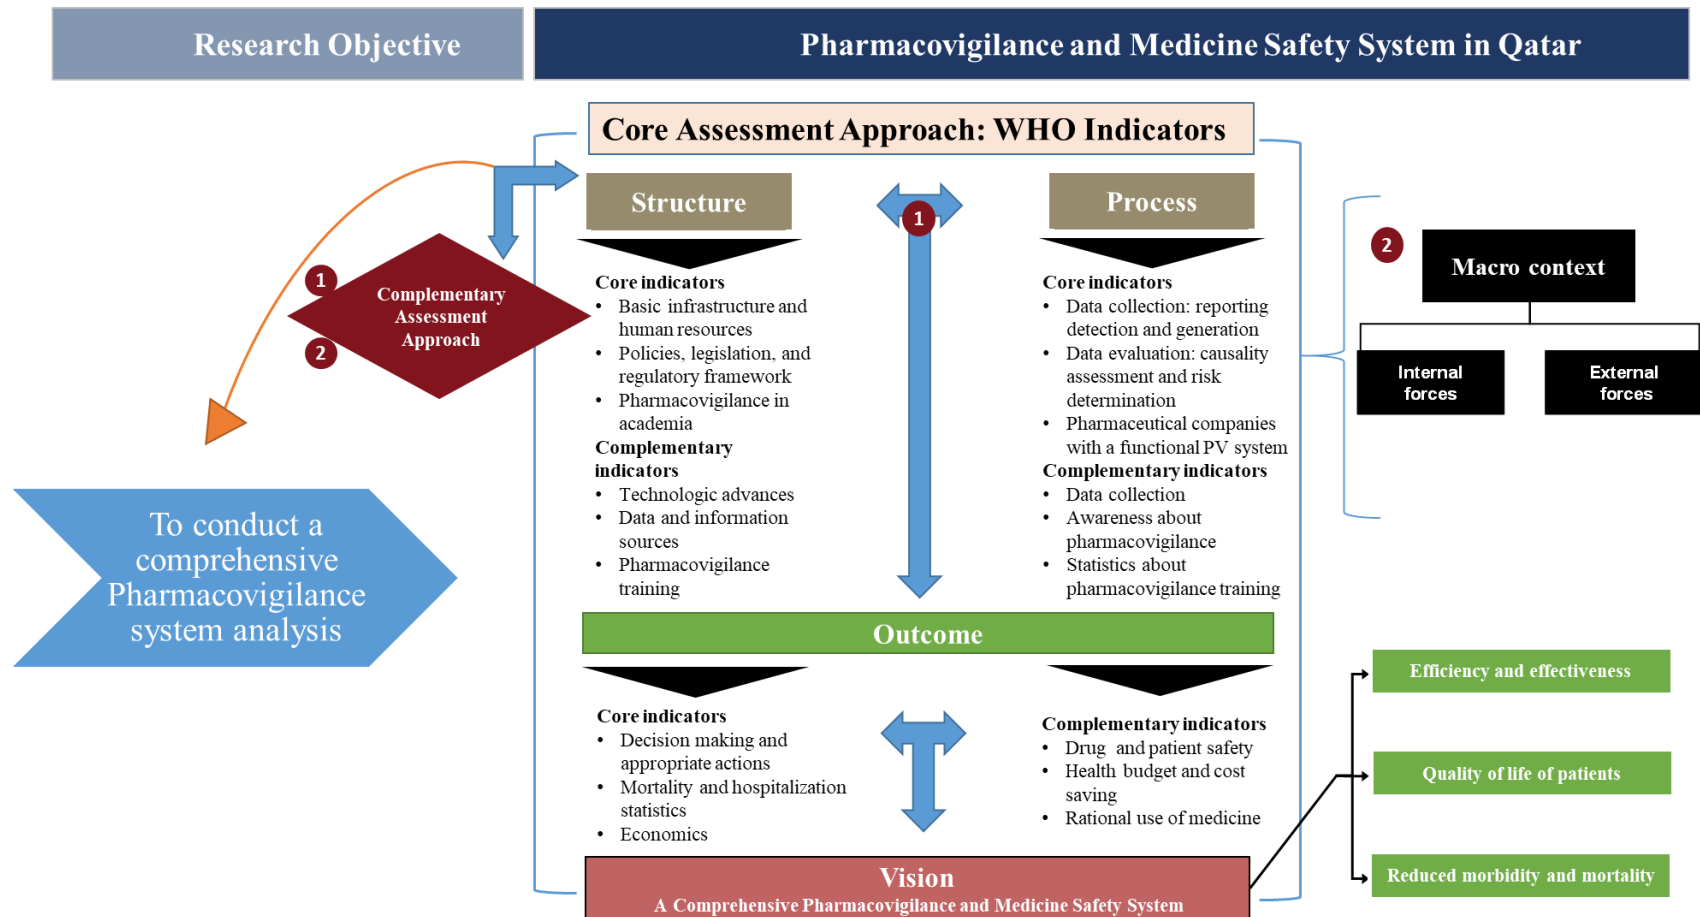 Research Objective
Pharmacovigilance and Medicine Safety System in Qatar
Core Assessment Approach: WHO Indicators
Structure
Process
1
1
2
Complementary
Assessment
Approach
Core indicators
• Basic infrastructure and
human resources
• Policies, legislation, and
regulatory framework
• Pharmacovigilance in
academia
Complementary
indicators
• Technologic advances
• Data and information
sources
• Pharmacovigilance
training
Core indicators
• Data collection: reporting
detection and generation
• Data evaluation: causality
assessment and risk
determination
• Pharmaceutical companies
with a functional PV system
Complementary indicators
• Data collection
• Awareness about
pharmacovigilance
• Statistics about
pharmacovigilance training
2
Macro context
Internal
forces
External
forces
To conduct a
comprehensive
Pharmacovigilance
system analysis
Outcome
Core indicators
• Decision making and
appropriate actions
• Mortality and hospitalization
statistics
• Economics
Complementary indicators
• Drug and patient safety
• Health budget and cost
saving
• Rational use of medicine
Efficiency and effectiveness
Quality of life of patients
Reduced morbidity and mortality
Vision
A Comprehensive Pharmacovigilance and Medicine Safety System